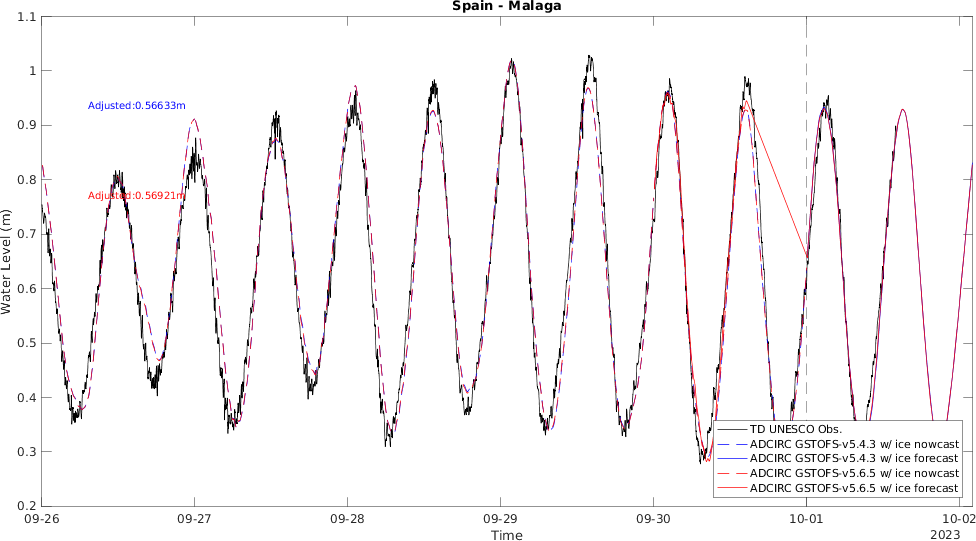 Spain - Malaga
1.1
1
0.9
0.8
0.7
0.6
0.5
0.4
0.3
0.2
Water Level (m)
Adjusted:0.56633m
Adjusted:0.56921m
TD UNESCO Obs.
ADCIRC GSTOFS-v5.4.3 w/ ice nowcast
ADCIRC GSTOFS-v5.4.3 w/ ice forecast
ADCIRC GSTOFS-v5.6.5 w/ ice nowcast
ADCIRC GSTOFS-v5.6.5 w/ ice forecast
09-26 09-27 09-28 09-29 09-30 10-01 10-02
Time
2023